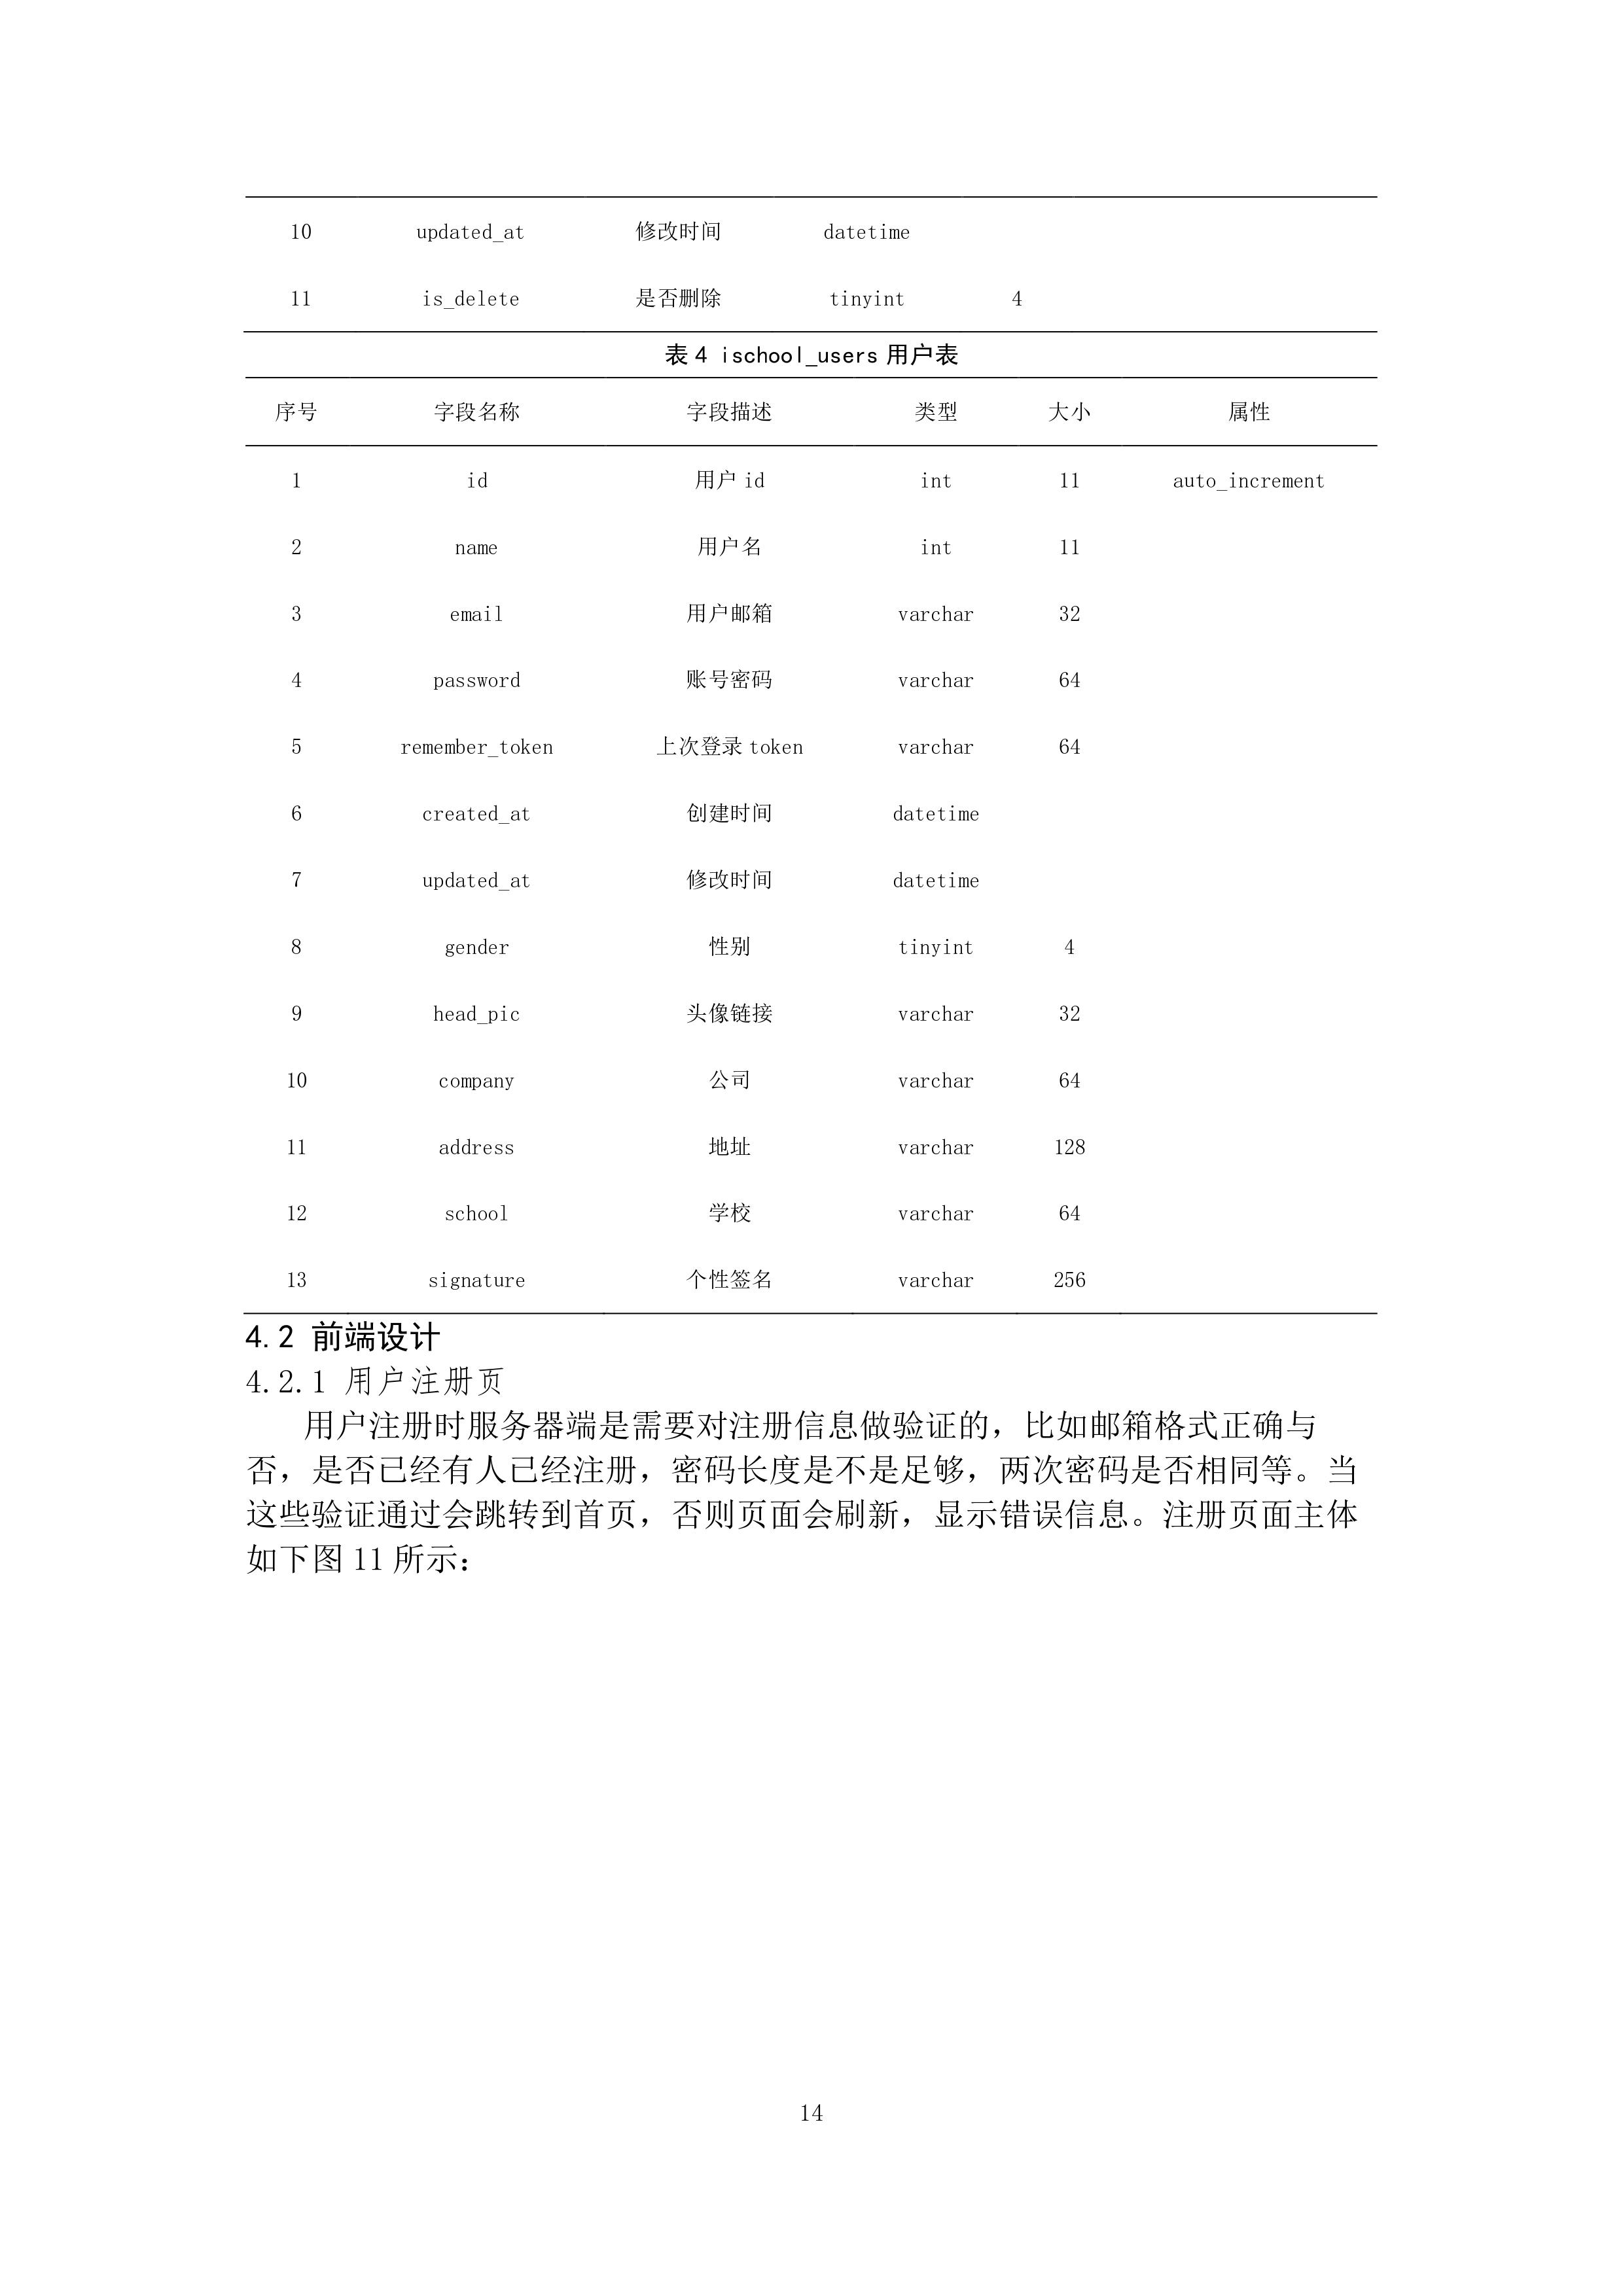 10 updated_at 修改时间 datetime
11 is_delete 是否删除 tinyint 4
表 4 ischool_users 用户表
序号 字段名称 字段描述 类型 大小 属性
1 id 用户 id int 11 auto_increment
2 name 用户名 int 11
3 email 用户邮箱 varchar 32
4 password 账号密码 varchar 64
5 remember_token 上次登录 token varchar 64
6 created_at 创建时间 datetime
7 updated_at 修改时间 datetime
8 gender 性别 tinyint 4
9 head_pic 头像链接 varchar 32
10 company 公司 varchar 64
11 address 地址 varchar 128
12 school 学校 varchar 64
13 signature 个性签名 varchar 256
4.2 前端设计
4.2.1 用户注册页
用户注册时服务器端是需要对注册信息做验证的，比如邮箱格式正确与
否，是否已经有人已经注册，密码长度是不是足够，两次密码是否相同等。当
这些验证通过会跳转到首页，否则页面会刷新，显示错误信息。注册页面主体
如下图 11 所示：
14